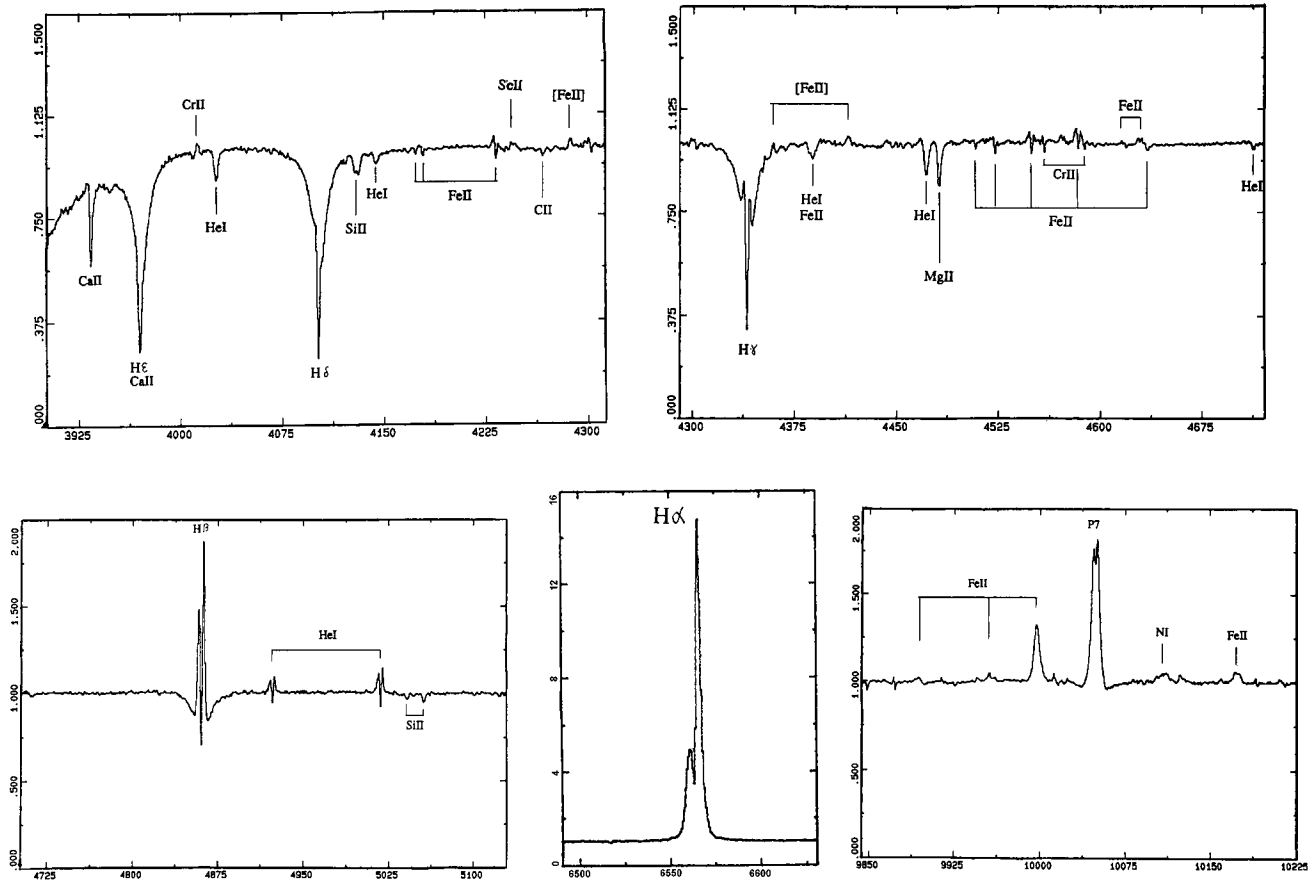 1.500
1.125
.750
.375
.000
CrII
ScII
[FeII]
HeI
SiII
HeI
FeII
CII
CaII
Hε
CaII
Hδ
3925 4000 4075 4150 4225 4300
1.500
1.125
.750
.375
.000
[FeII]
FeII
HeI
FeII
HeI
CrII
FeII
HeI
MgII
Hγ
4300 4375 4450 4525 4600 4675
2.000
1.500
1.000
.500
.000
Hβ
HeI
SiII
4725 4800 4875 4950 5025 5100
16
12
8
4
0
Hα
6500 6550 6600
2.000
1.500
1.000
.500
.000
P7
FeII
NI
FeII
9850 9925 10000 10075 10150 10225